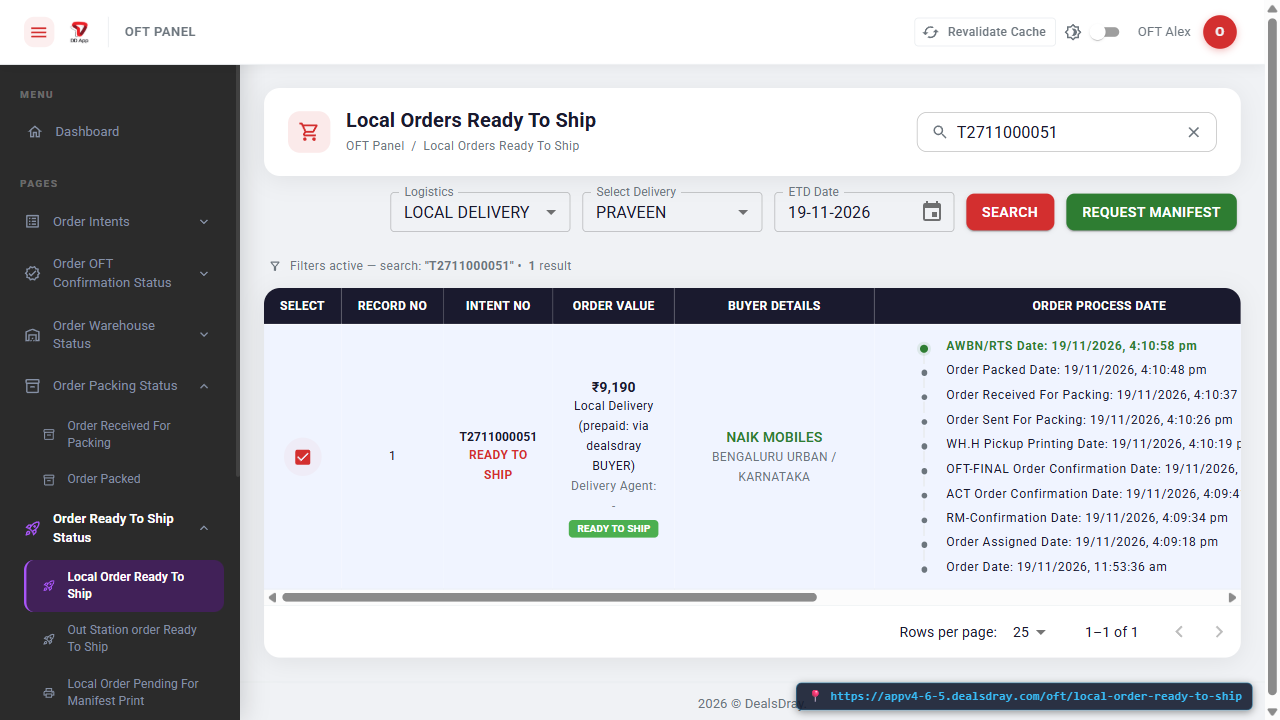 DD App
OFT PANEL
Revalidate Cache
OFT Alex
O
MENU
Dashboard
PAGES
Order Intents
Order OFT
Confirmation Status
Order Warehouse
Status
Order Packing Status
Order Received For
Packing
Order Packed
Order Ready To Ship
Status
Local Order Ready To
Ship
Out Station order Ready
To Ship
Local Order Pending For
Manifest Print
Local Orders Ready To Ship
OFT Panel / Local Orders Ready To Ship
T2711000051
Logistics
LOCAL DELIVERY
Select Delivery
PRAVEEN
ETD Date
19-11-2026
SEARCH
REQUEST MANIFEST
Filters active — search: "T2711000051" • 1 result
SELECT RECORD NO INTENT NO ORDER VALUE BUYER DETAILS ORDER PROCESS DATE
1
T2711000051
READY TO
SHIP
₹9,190
Local Delivery
(prepaid: via
dealsdray
BUYER)
Delivery Agent:
-
READY TO SHIP
NAIK MOBILES
BENGALURU URBAN /
KARNATAKA
AWBN/RTS Date: 19/11/2026, 4:10:58 pm
Order Packed Date: 19/11/2026, 4:10:48 pm
Order Received For Packing: 19/11/2026, 4:10:37
Order Sent For Packing: 19/11/2026, 4:10:26 pm
WH.H Pickup Printing Date: 19/11/2026, 4:10:19 p
OFT-FINAL Order Confirmation Date: 19/11/2026,
ACT Order Confirmation Date: 19/11/2026, 4:09:4
RM-Confirmation Date: 19/11/2026, 4:09:34 pm
Order Assigned Date: 19/11/2026, 4:09:18 pm
Order Date: 19/11/2026, 11:53:36 am
Rows per page: 25 1–1 of 1
2026 © DealsDray
https://appv4-6-5.dealsdray.com/oft/local-order-ready-to-ship